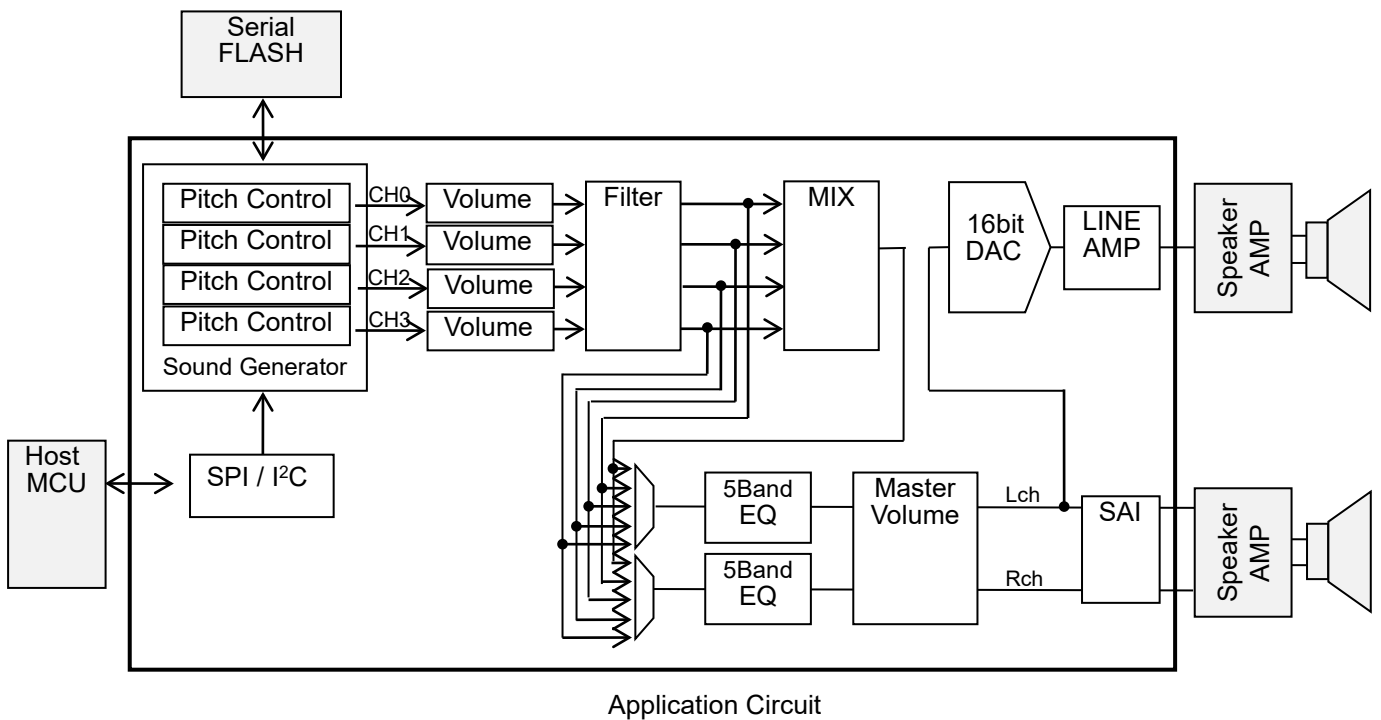 Serial
FLASH
Pitch Control
CH0
Volume
Pitch Control
CH1
Volume
Pitch Control
CH2
Volume
Pitch Control
CH3
Volume
Sound Generator
Filter
MIX
16bit
DAC
LINE
AMP
Speaker
AMP
Host
MCU
SPI / I²C
5Band
EQ
5Band
EQ
Master
Volume
Lch
Rch
SAI
Speaker
AMP
Application Circuit